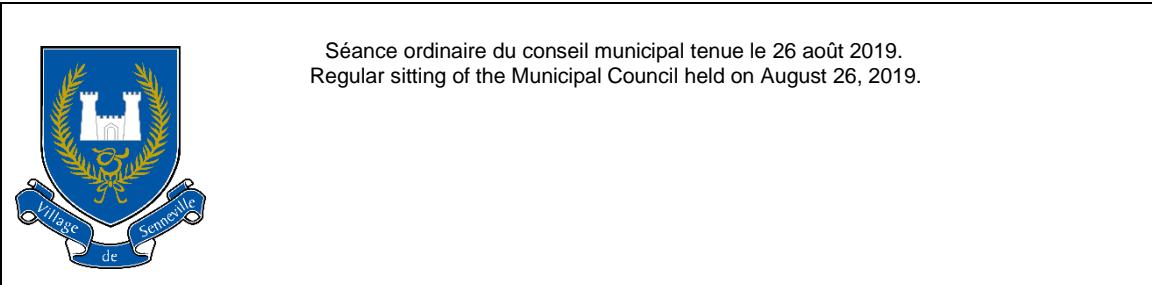 Séance ordinaire du conseil municipal tenue le 26 août 2019.
Regular sitting of the Municipal Council held on August 26, 2019.
Village
de
Senneville